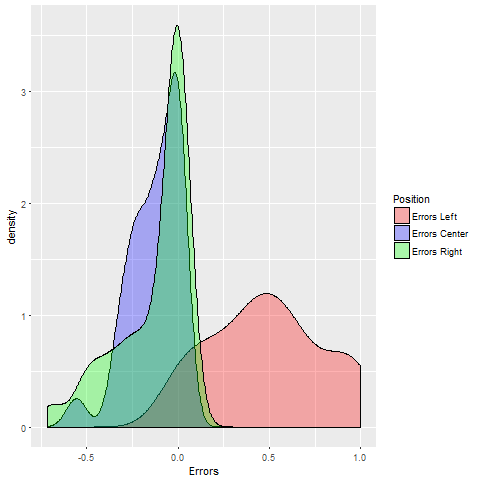 3
2
1
0
density
-0.5
0.0
0.5
1.0
Errors
Position
Errors Left
Errors Center
Errors Right